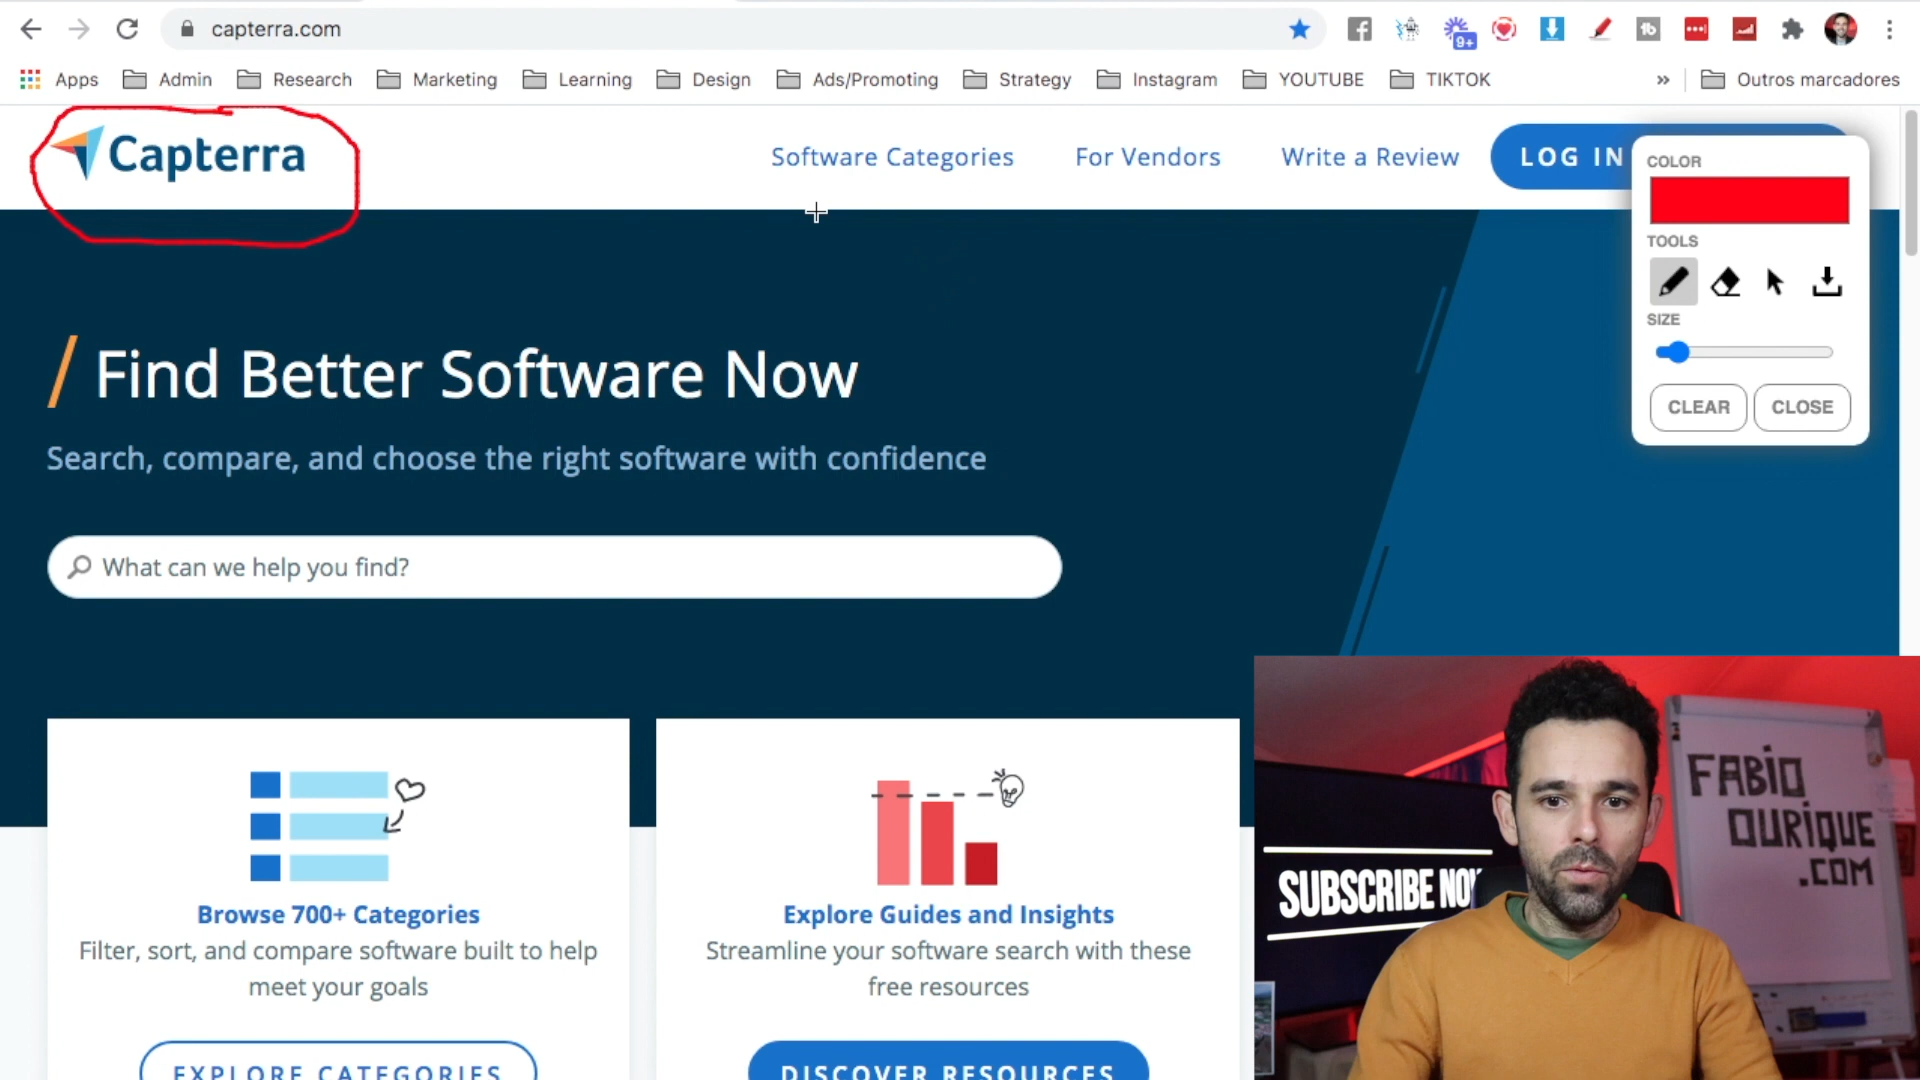 capterra.com
9+
Apps Admin Research Marketing Learning Design Ads/Promoting Strategy Instagram YOUTUBE TIKTOK » Outros marcadores
Capterra
Software Categories For Vendors Write a Review LOG IN
COLOR
TOOLS
SIZE
CLEAR CLOSE
/ Find Better Software Now
Search, compare, and choose the right software with confidence
What can we help you find?
Browse 700+ Categories
Filter, sort, and compare software built to help
meet your goals
EXPLORE CATEGORIES
Explore Guides and Insights
Streamline your software search with these
free resources
DISCOVER RESOURCES
SUBSCRIBE NOW
FABIO
OURIQUE
.COM